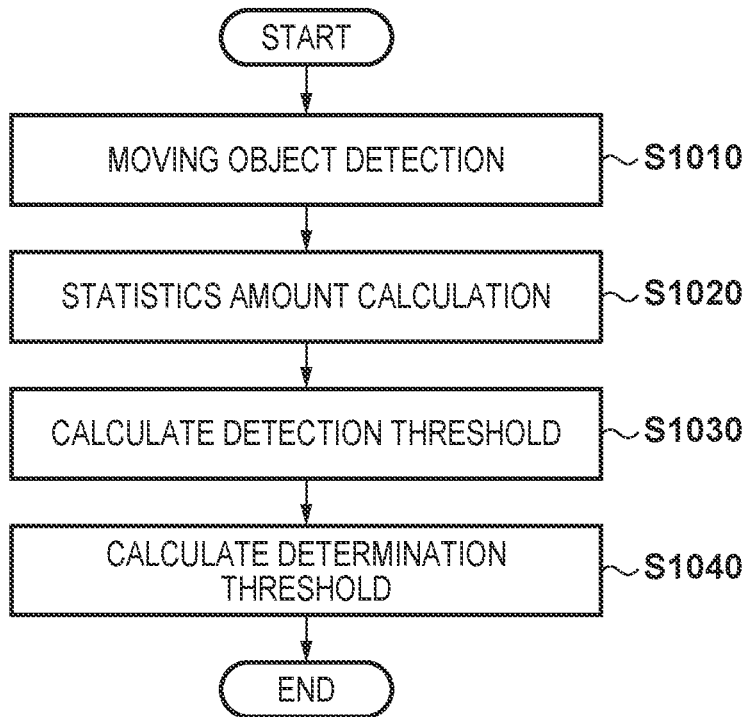 START
MOVING OBJECT DETECTION
S1010
STATISTICS AMOUNT CALCULATION
S1020
CALCULATE DETECTION THRESHOLD
S1030
CALCULATE DETERMINATION
THRESHOLD
S1040
END